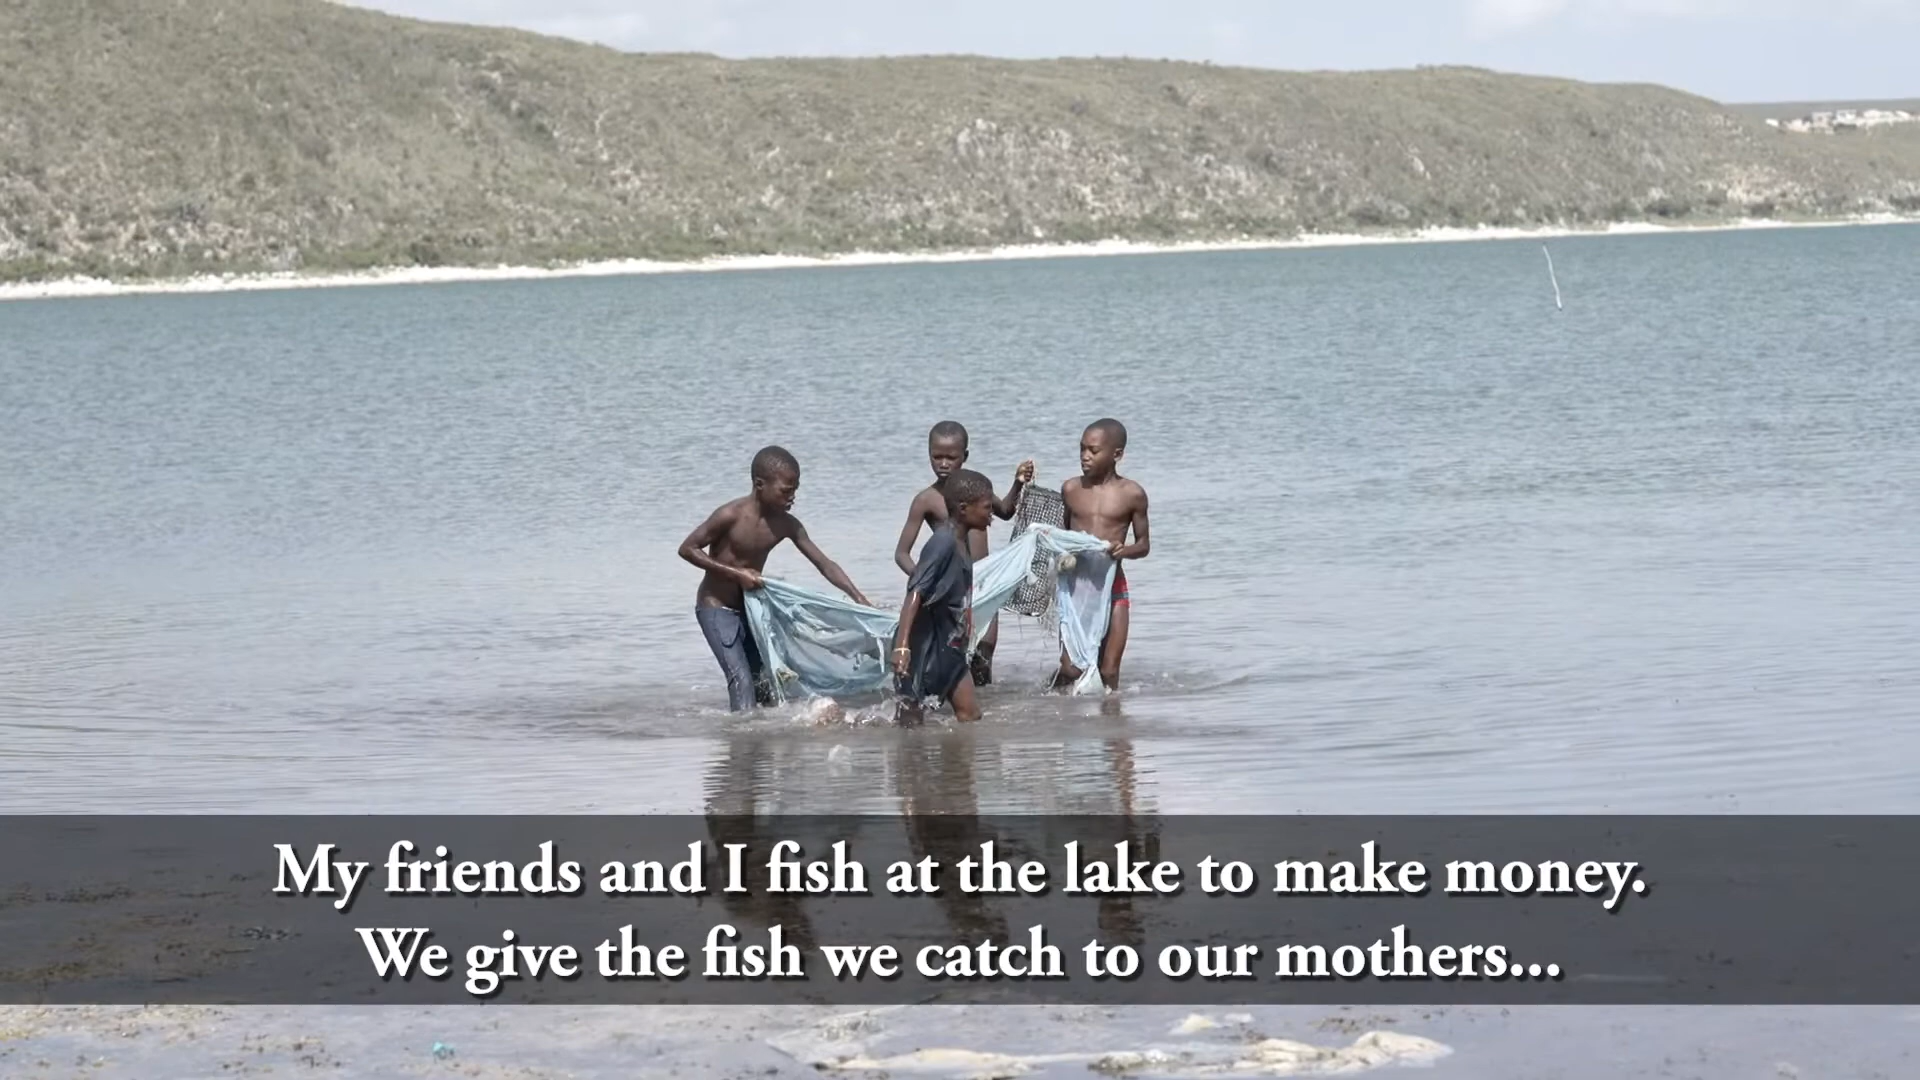 My friends and I fish at the lake to make money.
We give the fish we catch to our mothers...